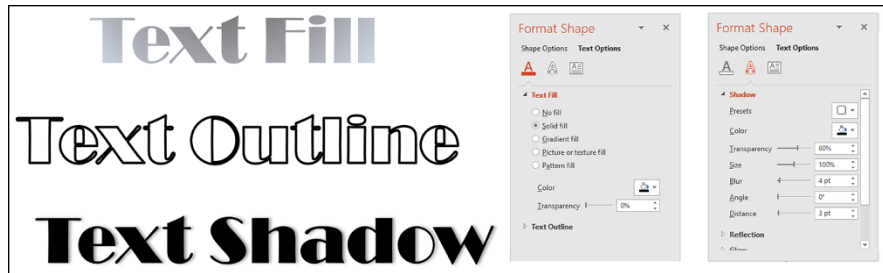 Text Fill
Text Outline
Text Shadow
Format Shape
Shape Options Text Options
Text Fill
No fill
Solid fill
Gradient fill
Picture or texture fill
Pattern fill
Color
Transparency 0%
Text Outline
Format Shape
Shape Options Text Options
Shadow
Presets
Color
Transparency 60%
Size 100%
Blur 4 pt
Angle 0°
Distance 3 pt
Reflection
Glow